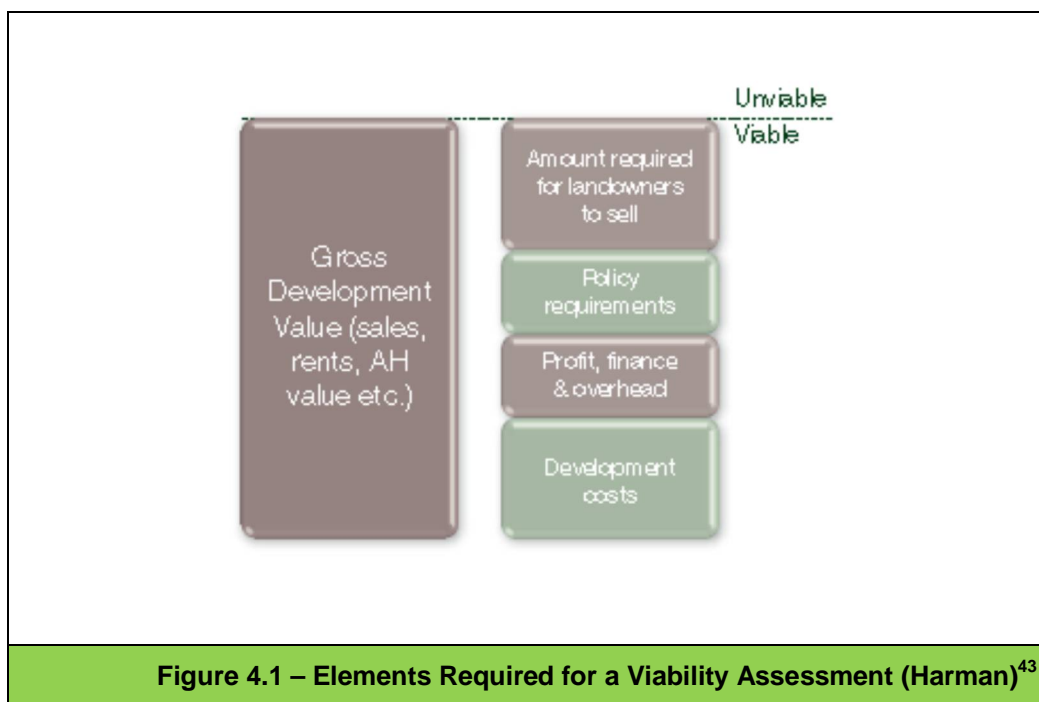 Unviable
Viable
Gross
Development
Value (sales,
rents, AH
value etc.)
Amount required
for landowners
to sell
Policy
requirements
Profit, finance
& overhead
Development
costs
Figure 4.1 – Elements Required for a Viability Assessment (Harman)43